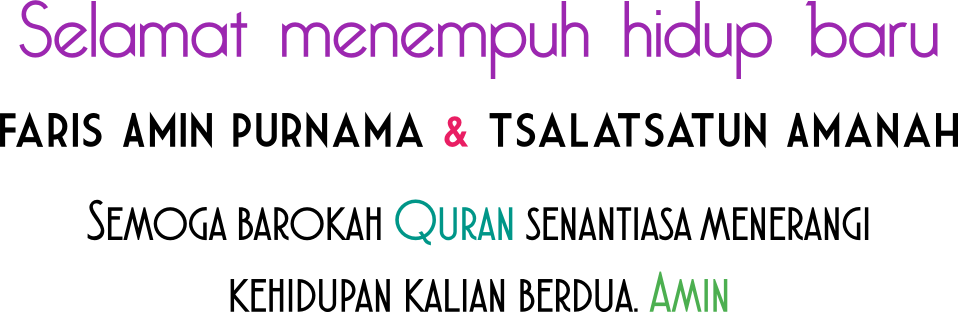 Selamat menempuh hidup baru
FARIS AMIN PURNAMA & TSALATSATUN AMANAH
SEMOGA BAROKAH QURAN SENANTIASA MENERANGI
KEHIDUPAN KALIAN BERDUA. AMIN